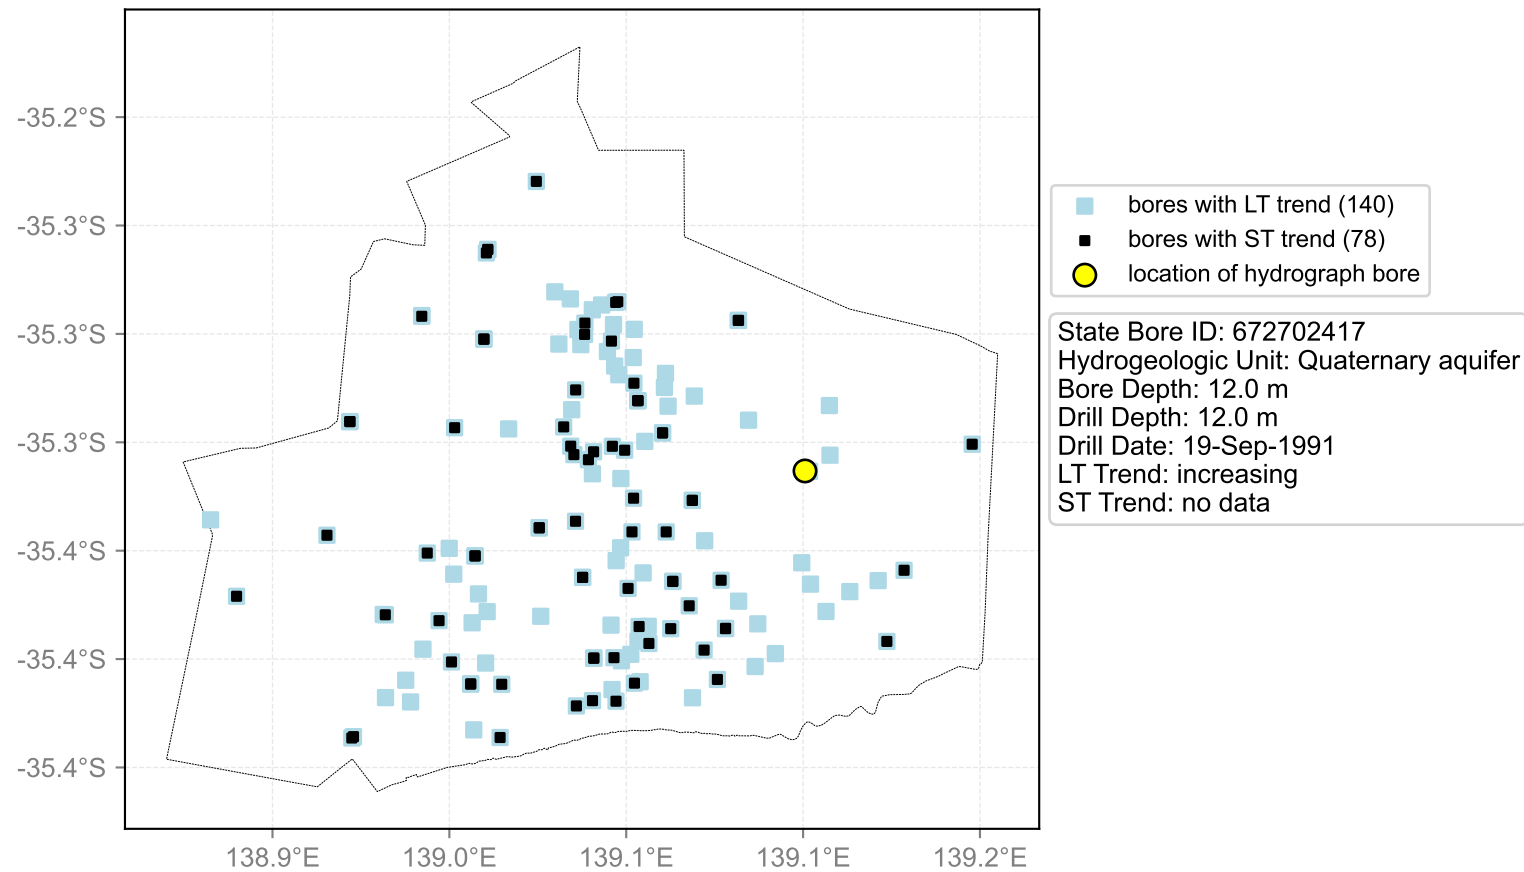 -35.2°S
-35.3°S
-35.3°S
-35.3°S
-35.4°S
-35.4°S
-35.4°S
138.9°E
139.0°E
139.1°E
139.1°E
139.2°E
bores with LT trend (140)
bores with ST trend (78)
location of hydrograph bore
State Bore ID: 672702417
Hydrogeologic Unit: Quaternary aquifer
Bore Depth: 12.0 m
Drill Depth: 12.0 m
Drill Date: 19-Sep-1991
LT Trend: increasing
ST Trend: no data